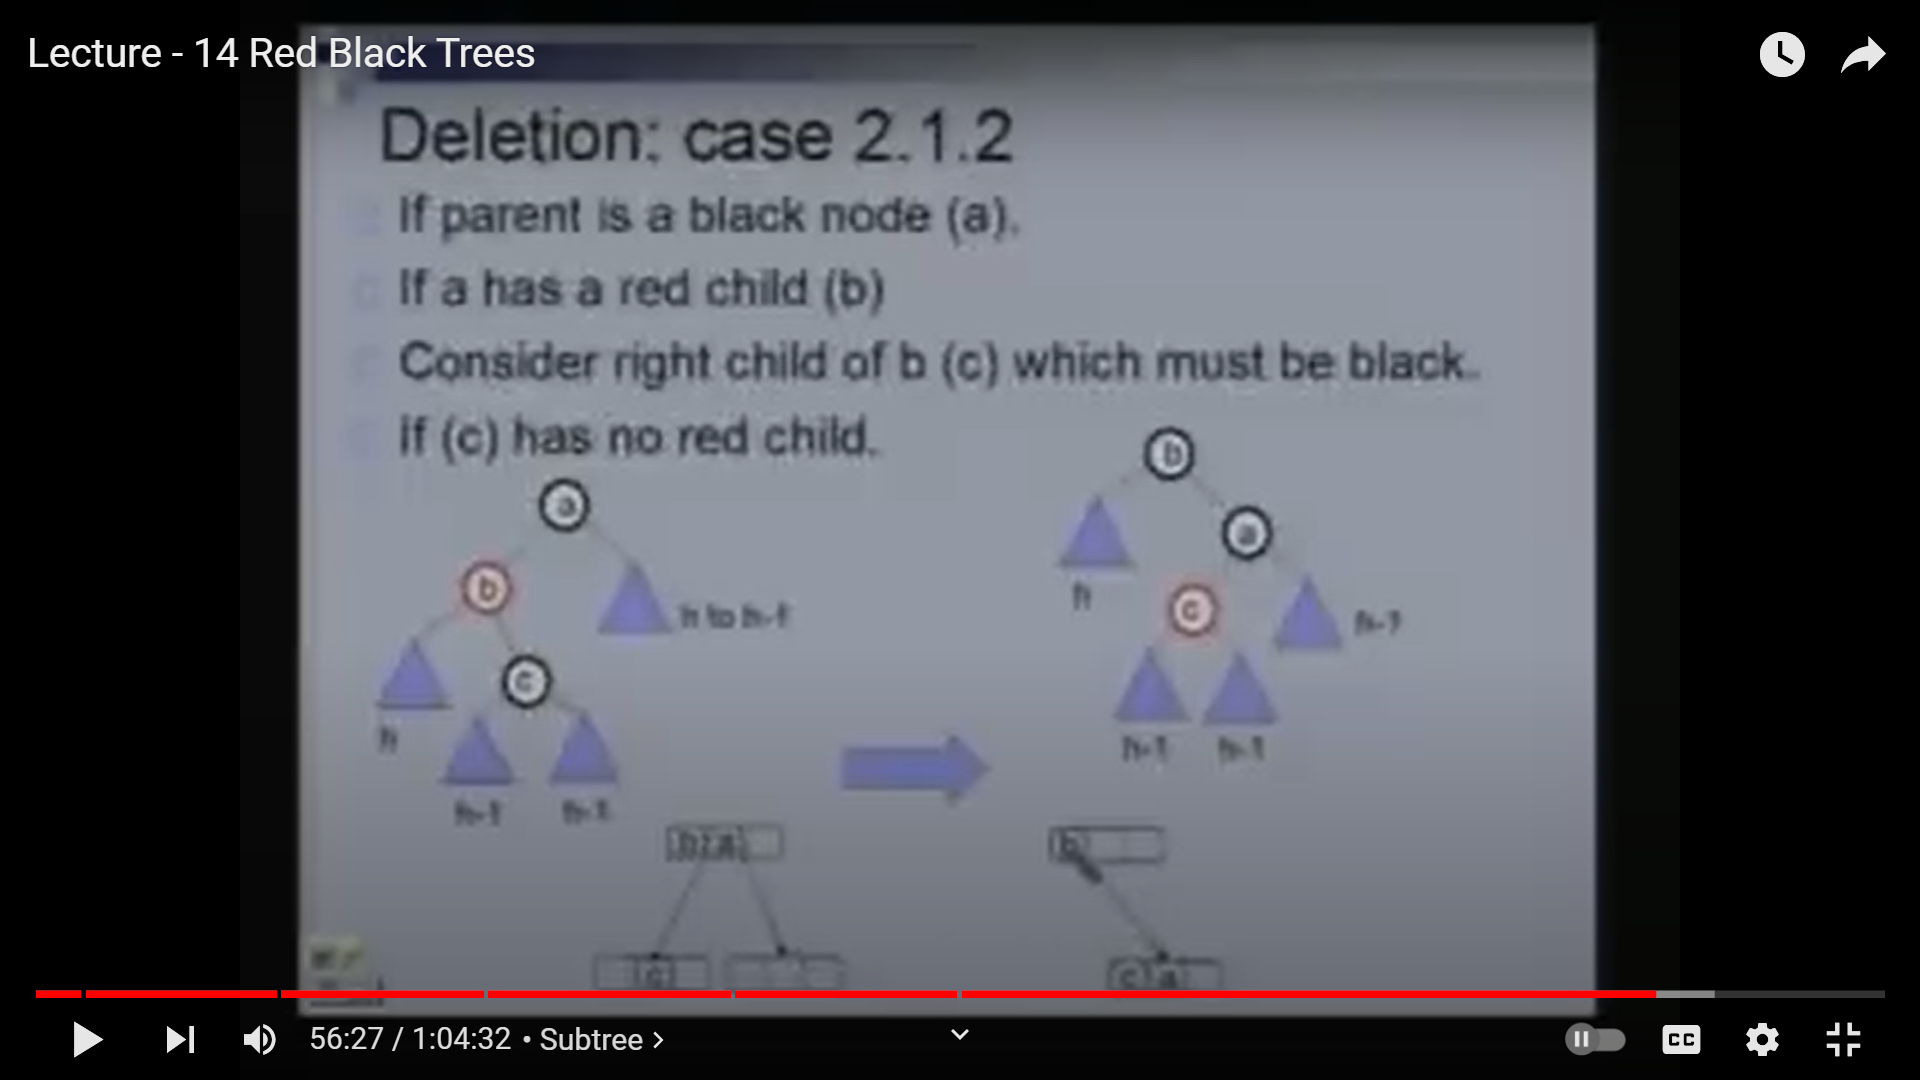 Lecture - 14 Red Black Trees
Deletion: case 2.1.2
If parent is a black node (a).
If a has a red child (b)
Consider right child of b (c) which must be black.
If (c) has no red child.
b
a
a
b
h to h-1
h
c
h-1
c
h
h-1
h-1
h-1
h-1
b a
b
c
c a
56:27 / 1:04:32 • Subtree >
CC